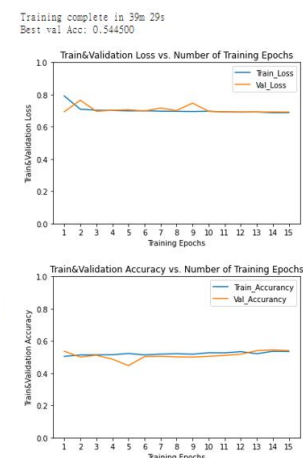 Training complete in 39m 29s
Best val Acc: 0.544500
Train&Validation Loss vs. Number of Training Epochs
1.0
0.8
0.6
0.4
0.2
0.0
Train&Validation Loss
Train_Loss
Val_Loss
1 2 3 4 5 6 7 8 9 10 11 12 13 14 15
Training Epochs
Train&Validation Accuracy vs. Number of Training Epochs
1.0
0.8
0.6
0.4
0.2
0.0
Train&Validation Accuracy
Train_Accurancy
Val_Accurancy
1 2 3 4 5 6 7 8 9 10 11 12 13 14 15
Training Epochs